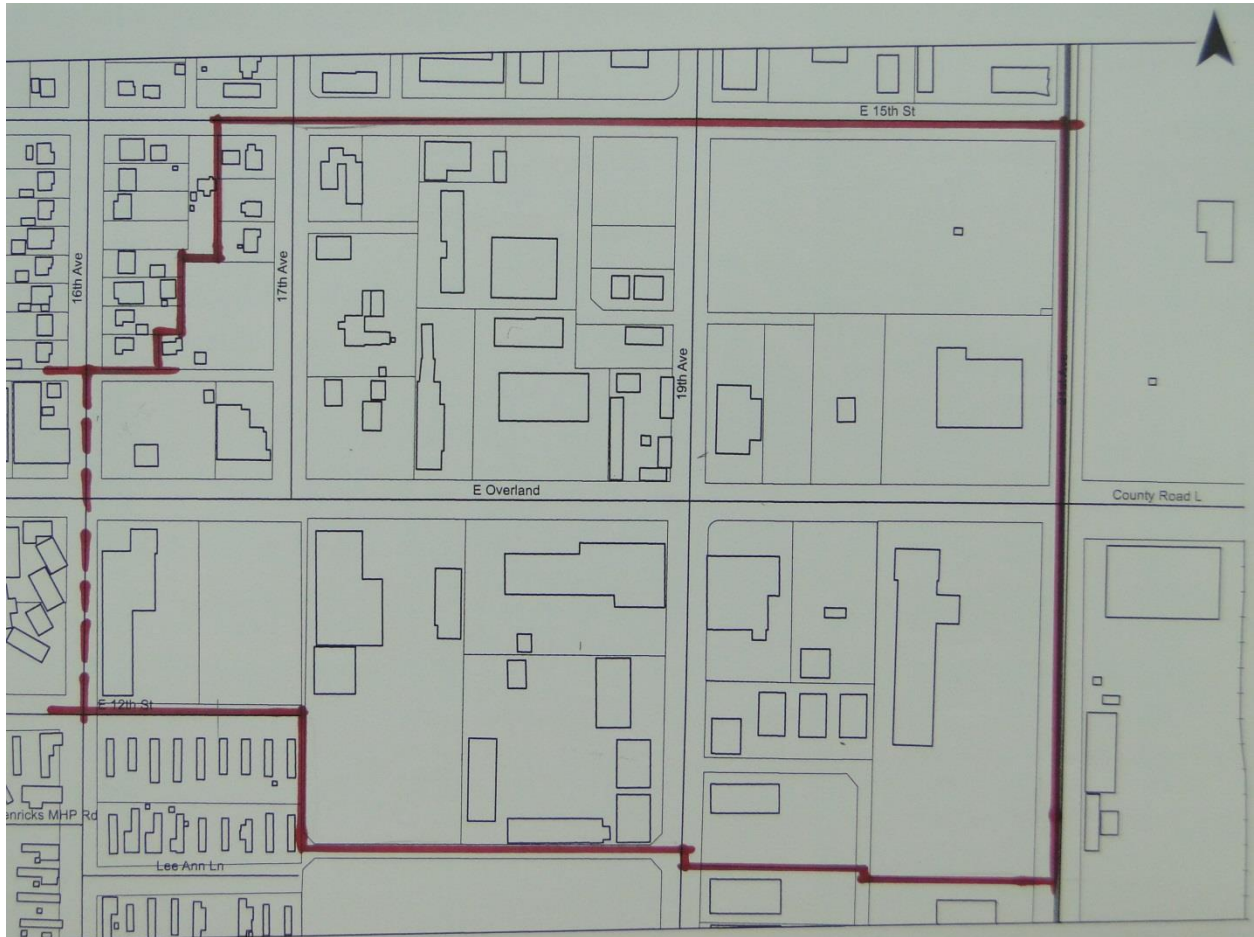 E 15th St
16th Ave
17th Ave
19th Ave
E Overland
County Road L
E 12th St
enricks MHP Rd
Lee Ann Ln